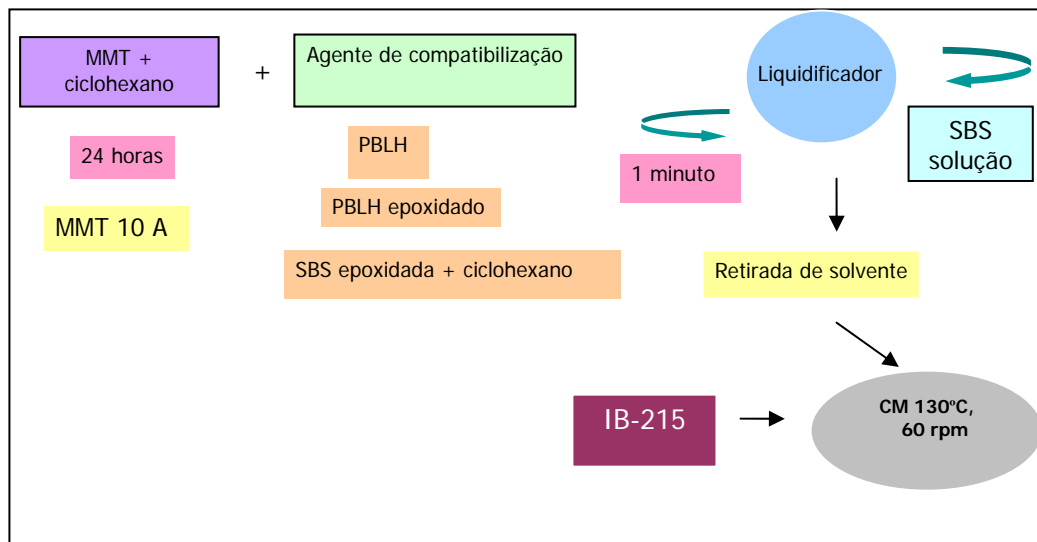 MMT +
ciclohexano
+
Agente de compatibilização
Liquidificador
24 horas
PBLH
1 minuto
SBS
solução
MMT 10 A
PBLH epoxidado
SBS epoxidada + ciclohexano
Retirada de solvente
IB-215
CM 130ºC,
60 rpm